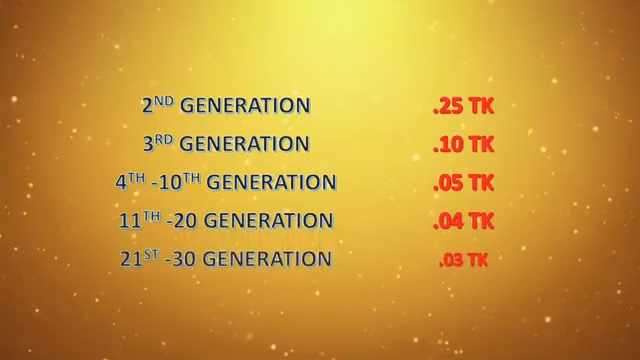 2ND GENERATION .25 TK
3RD GENERATION .10 TK
4TH -10TH GENERATION .05 TK
11TH -20 GENERATION .04 TK
21ST -30 GENERATION .03 TK